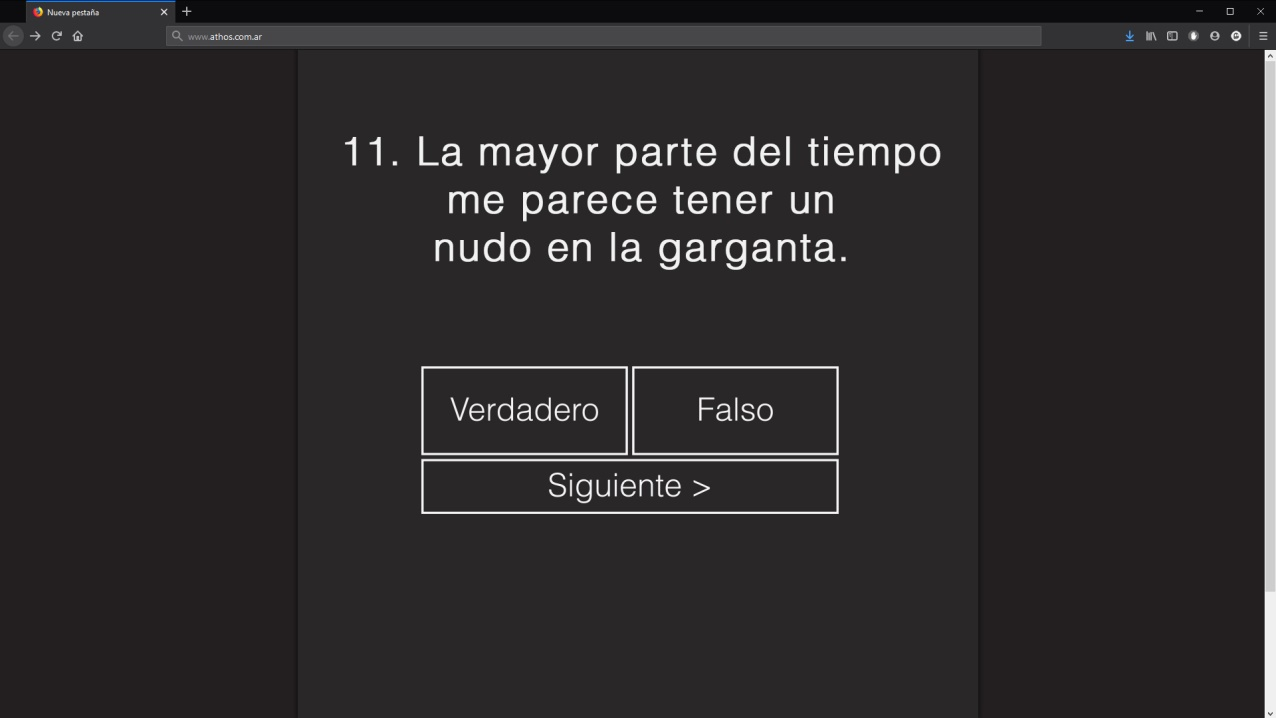 Nueva pestaña
www.athos.com.ar
11. La mayor parte del tiempo
me parece tener un
nudo en la garganta.
Verdadero
Falso
Siguiente >